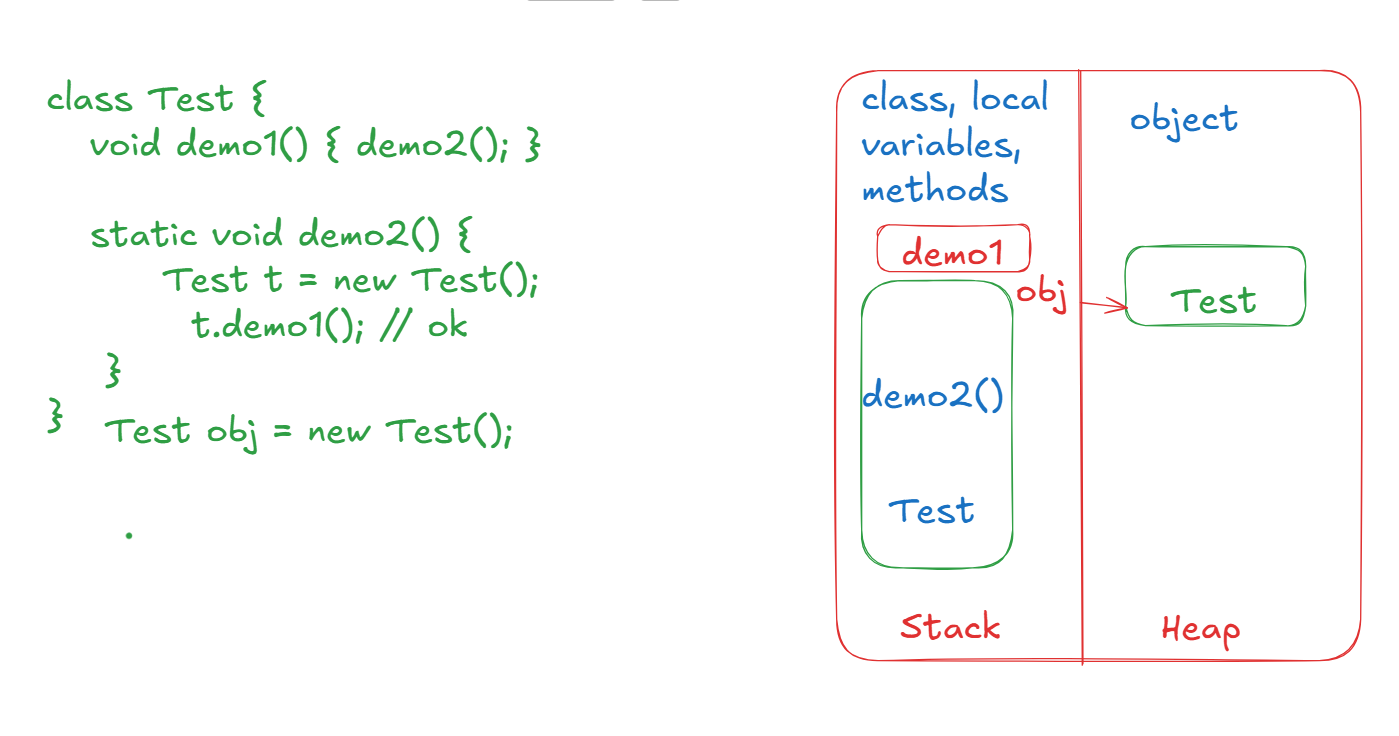 class Test {
void demo1() { demo2(); }
static void demo2() {
Test t = new Test();
t.demo1(); // ok
}
}
Test obj = new Test();
class, local
variables,
methods
demo1
obj
demo2()
Test
Stack
object
Test
Heap